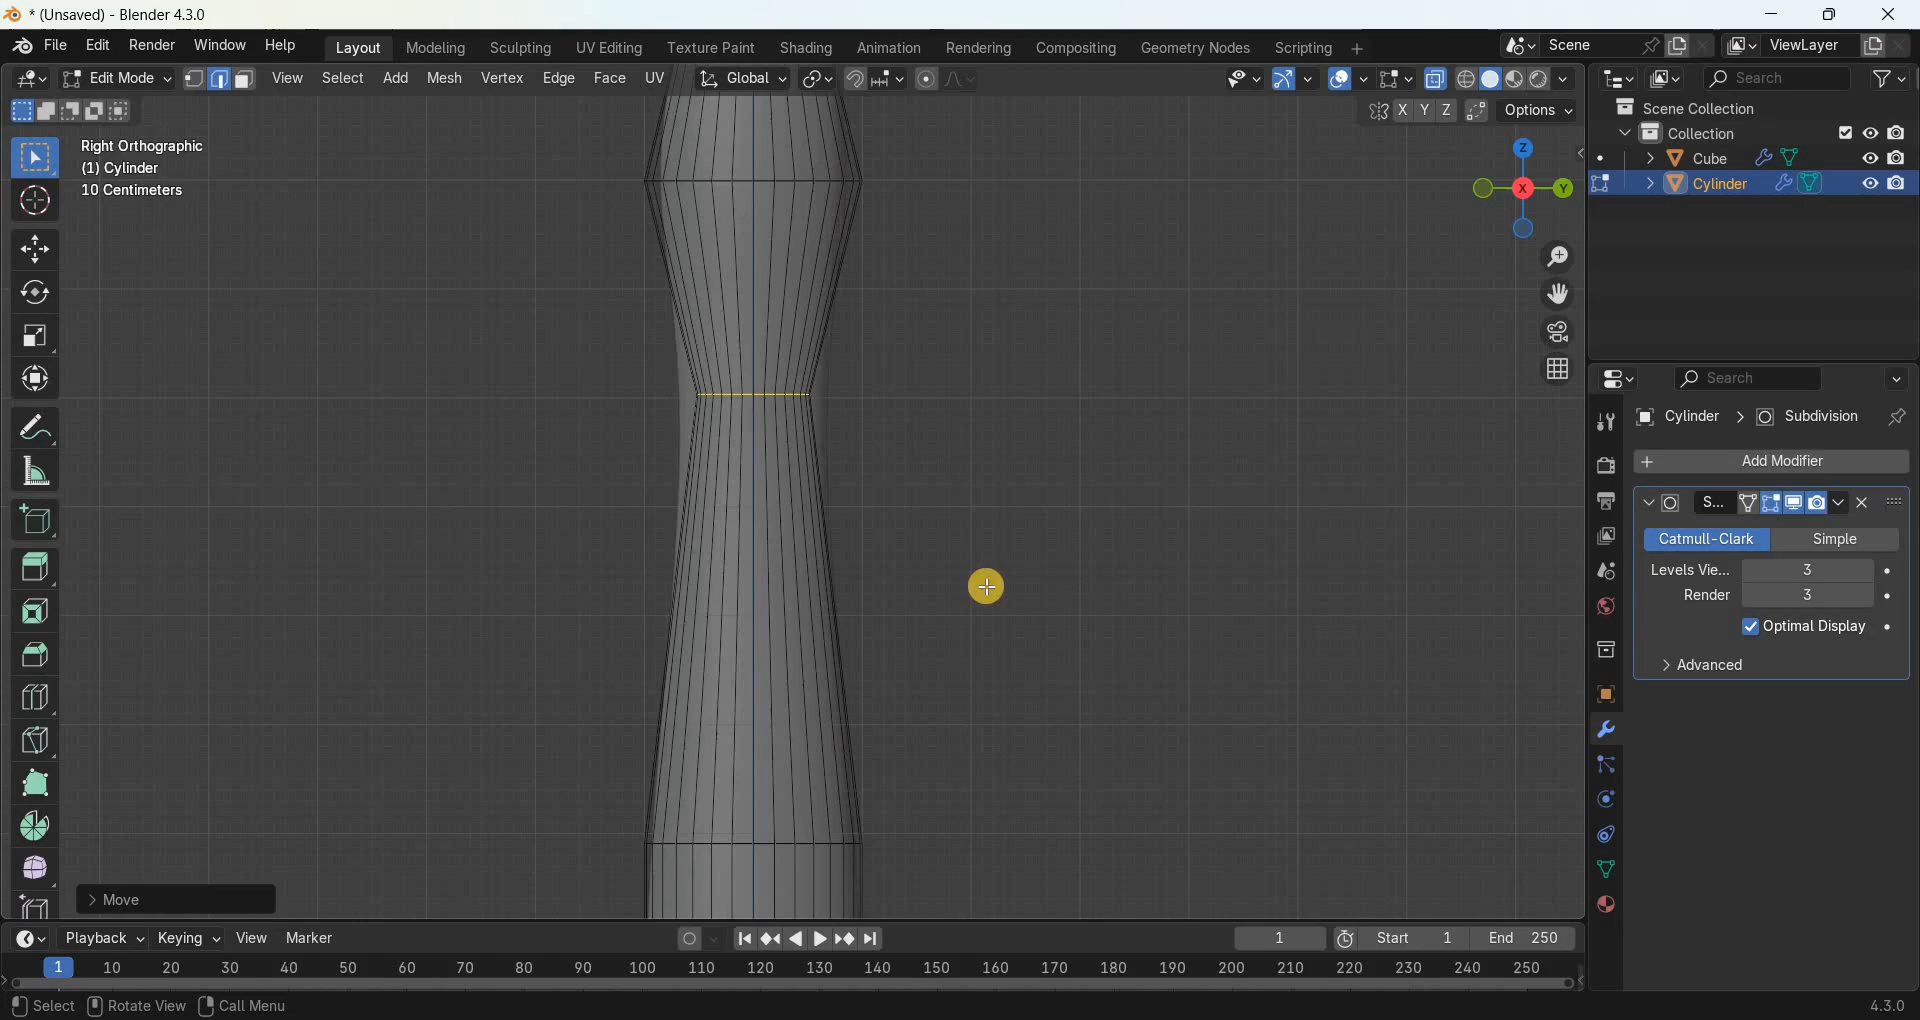 * (Unsaved) - Blender 4.3.0
File Edit Render Window Help Layout Modeling Sculpting UV Editing Texture Paint Shading Animation Rendering Compositing Geometry Nodes Scripting + Scene ViewLayer
Edit Mode View Select Add Mesh Vertex Edge Face UV Global Search
X Y Z Options
Scene Collection
Collection
Cube
Cylinder
Right Orthographic
(1) Cylinder
10 Centimeters
Z
X Y
Search
Cylinder > Subdivision
+ Add Modifier
S...
Catmull-Clark Simple
Levels Vie... 3
Render 3
Optimal Display
> Advanced
> Move
Playback Keying View Marker 1 Start 1 End 250
1 10 20 30 40 50 60 70 80 90 100 110 120 130 140 150 160 170 180 190 200 210 220 230 240 250
Select Rotate View Call Menu 4.3.0